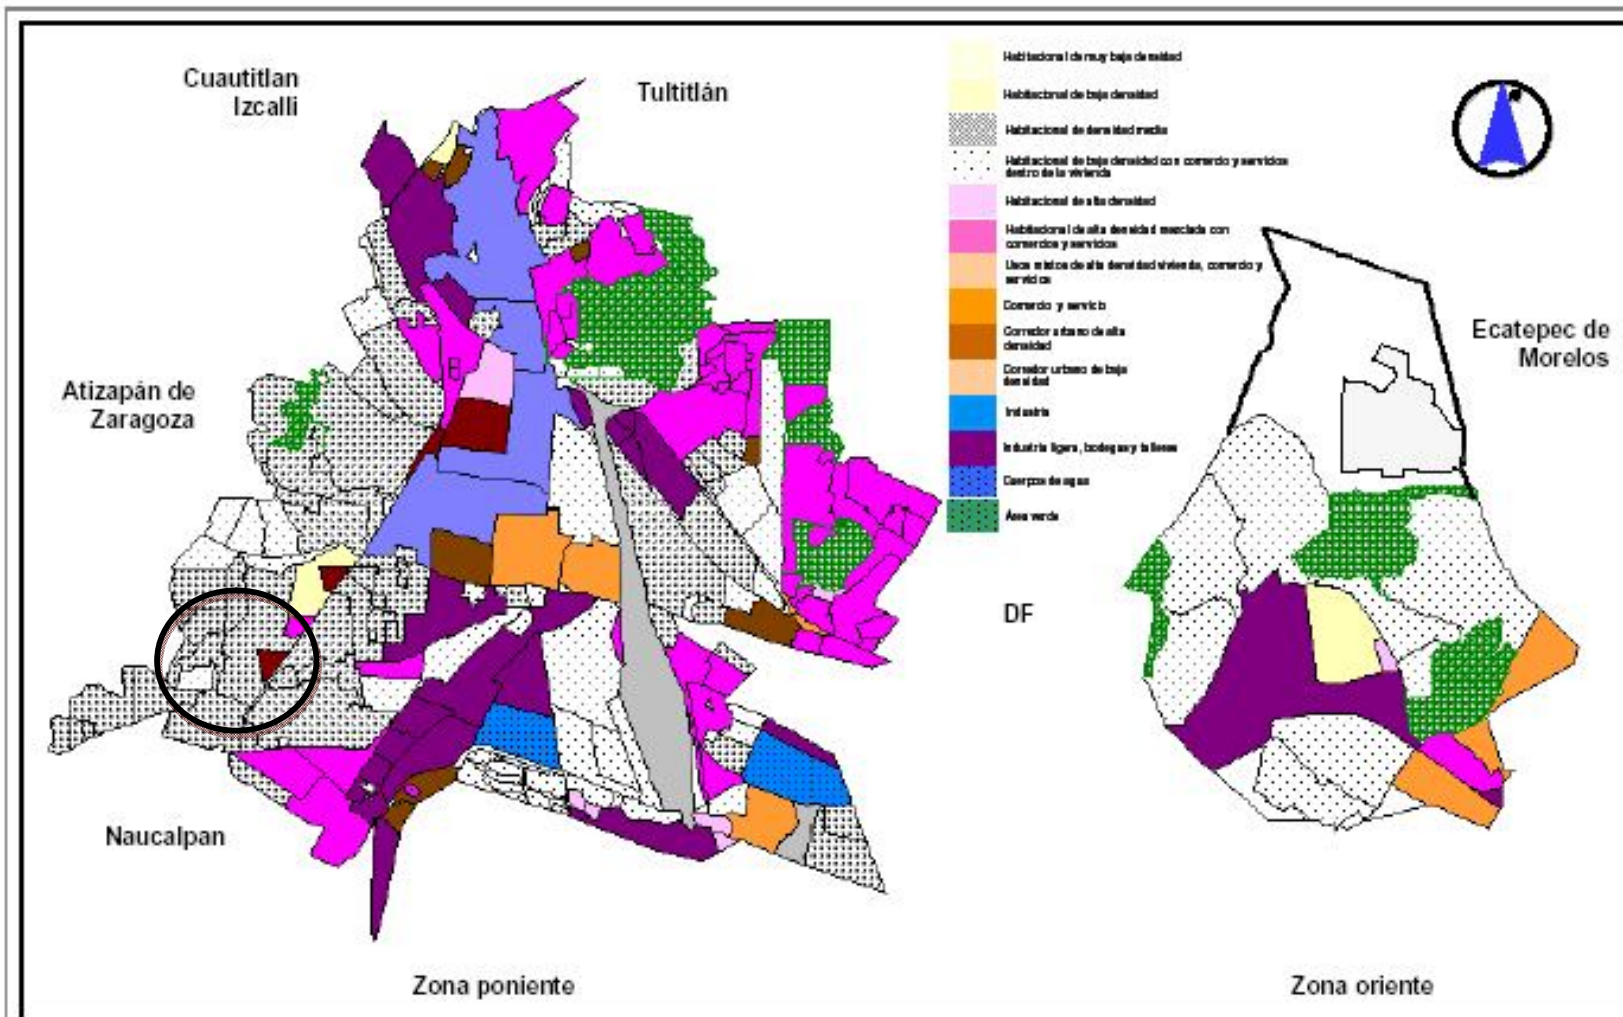 Cuautitlan
Izcalli
Tultitlán
Atizapán de
Zaragoza
Naucalpan
Zona poniente
Habitacional de muy baja densidad
Habitacional de baja densidad
Habitacional de densidad media
Habitacional de baja densidad con comercio y servicios
dentro de la vivienda
Habitacional de alta densidad
Habitacional de alta densidad mezclada con
comercios y servicios
Usos mixtos de alta densidad vivienda, comercio y
servicios
Comercio y servicio
Corredor urbano de alta
densidad
Corredor urbano de baja
densidad
Industria
Industria ligera, bodegas y talleres
Cuerpos de agua
Área verde
DF
Ecatepec de
Morelos
Zona oriente